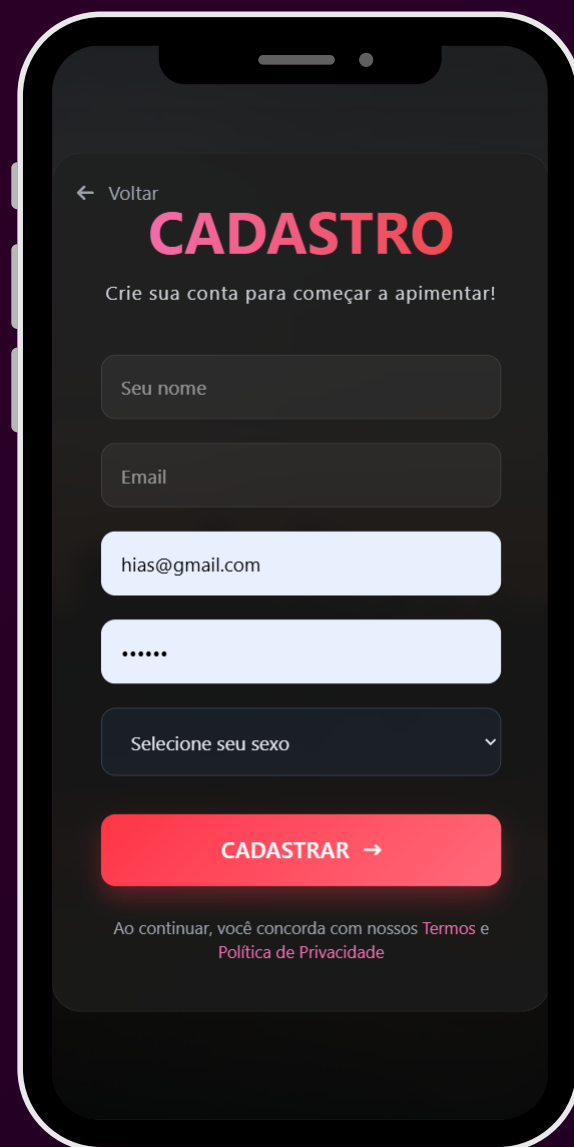 ← Voltar
CADASTRO
Crie sua conta para começar a apimentar!
Seu nome
Email
hias@gmail.com
••••••
Selecione seu sexo
CADASTRAR →
Ao continuar, você concorda com nossos Termos e
Política de Privacidade